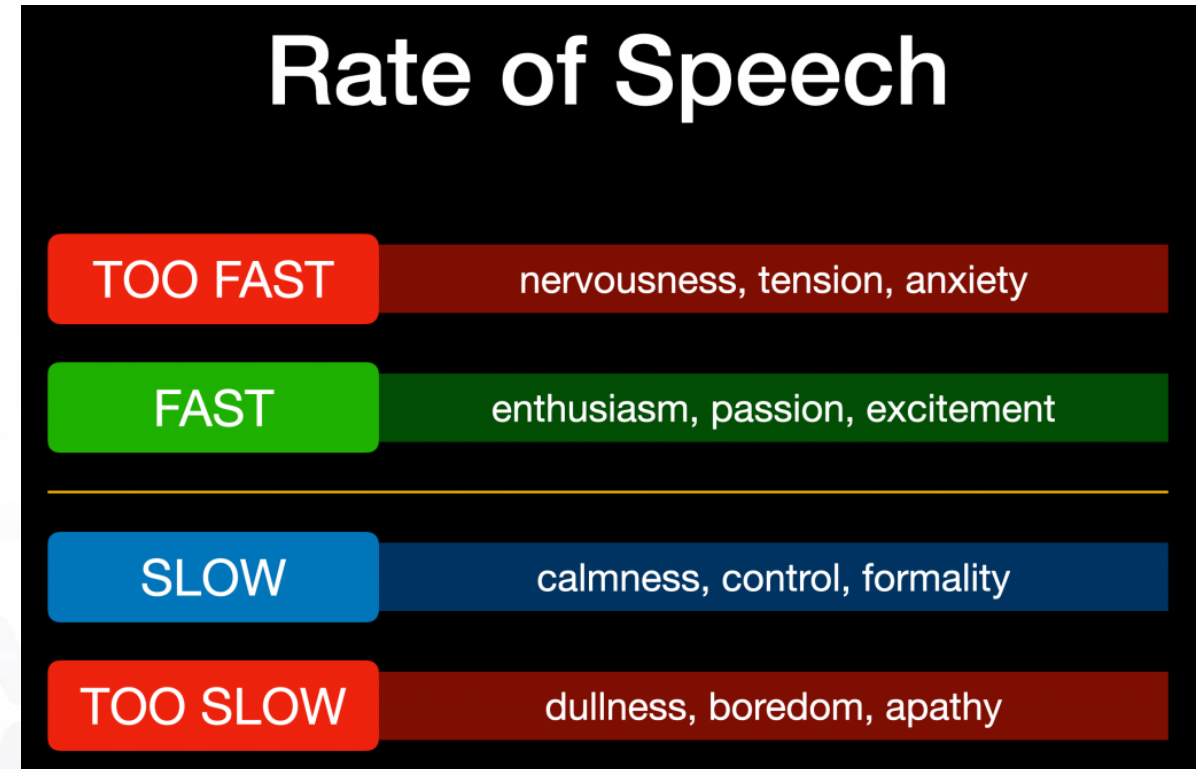 Rate of Speech
TOO FAST
nervousness, tension, anxiety
FAST
enthusiasm, passion, excitement
SLOW
calmness, control, formality
TOO SLOW
dullness, boredom, apathy